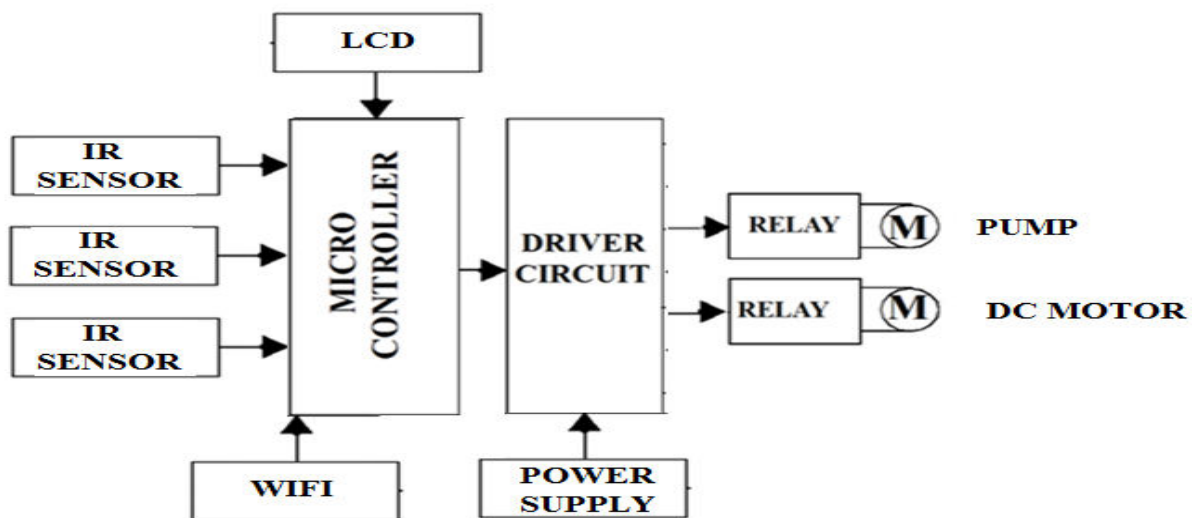 LCD
IR
SENSOR
IR
SENSOR
IR
SENSOR
MICRO
CONTROLLER
DRIVER
CIRCUIT
RELAY
M
PUMP
RELAY
M
DC MOTOR
WIFI
POWER
SUPPLY